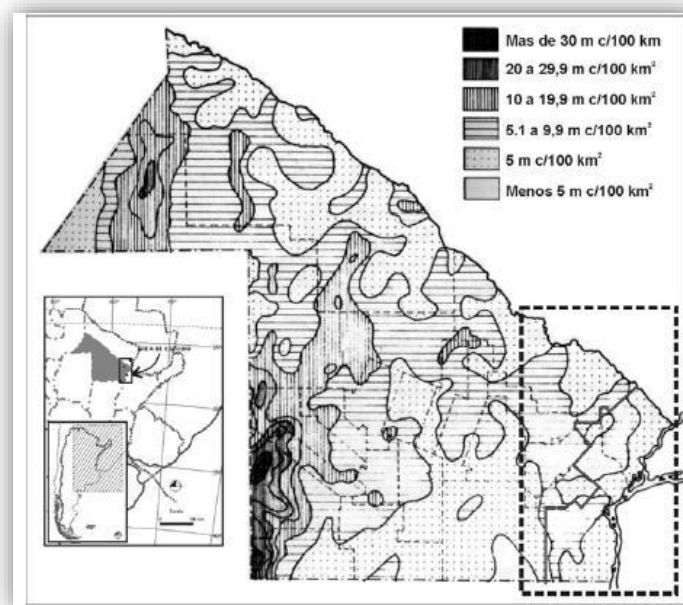 Mas de 30 m c/100 km
20 a 29,9 m c/100 km²
10 a 19,9 m c/100 km²
5.1 a 9,9 m c/100 km²
5 m c/100 km²
Menos 5 m c/100 km²